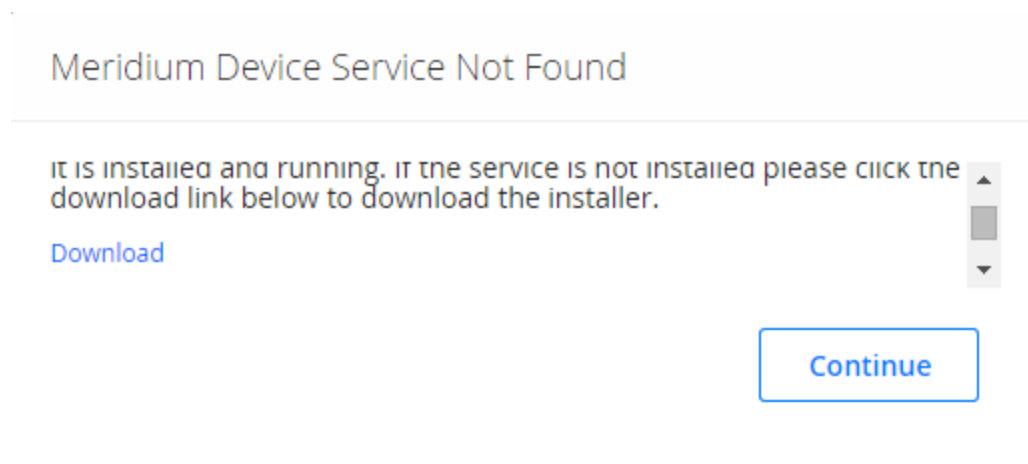 Meridium Device Service Not Found
it is installed and running. If the service is not installed please click the
download link below to download the installer.
Download
Continue